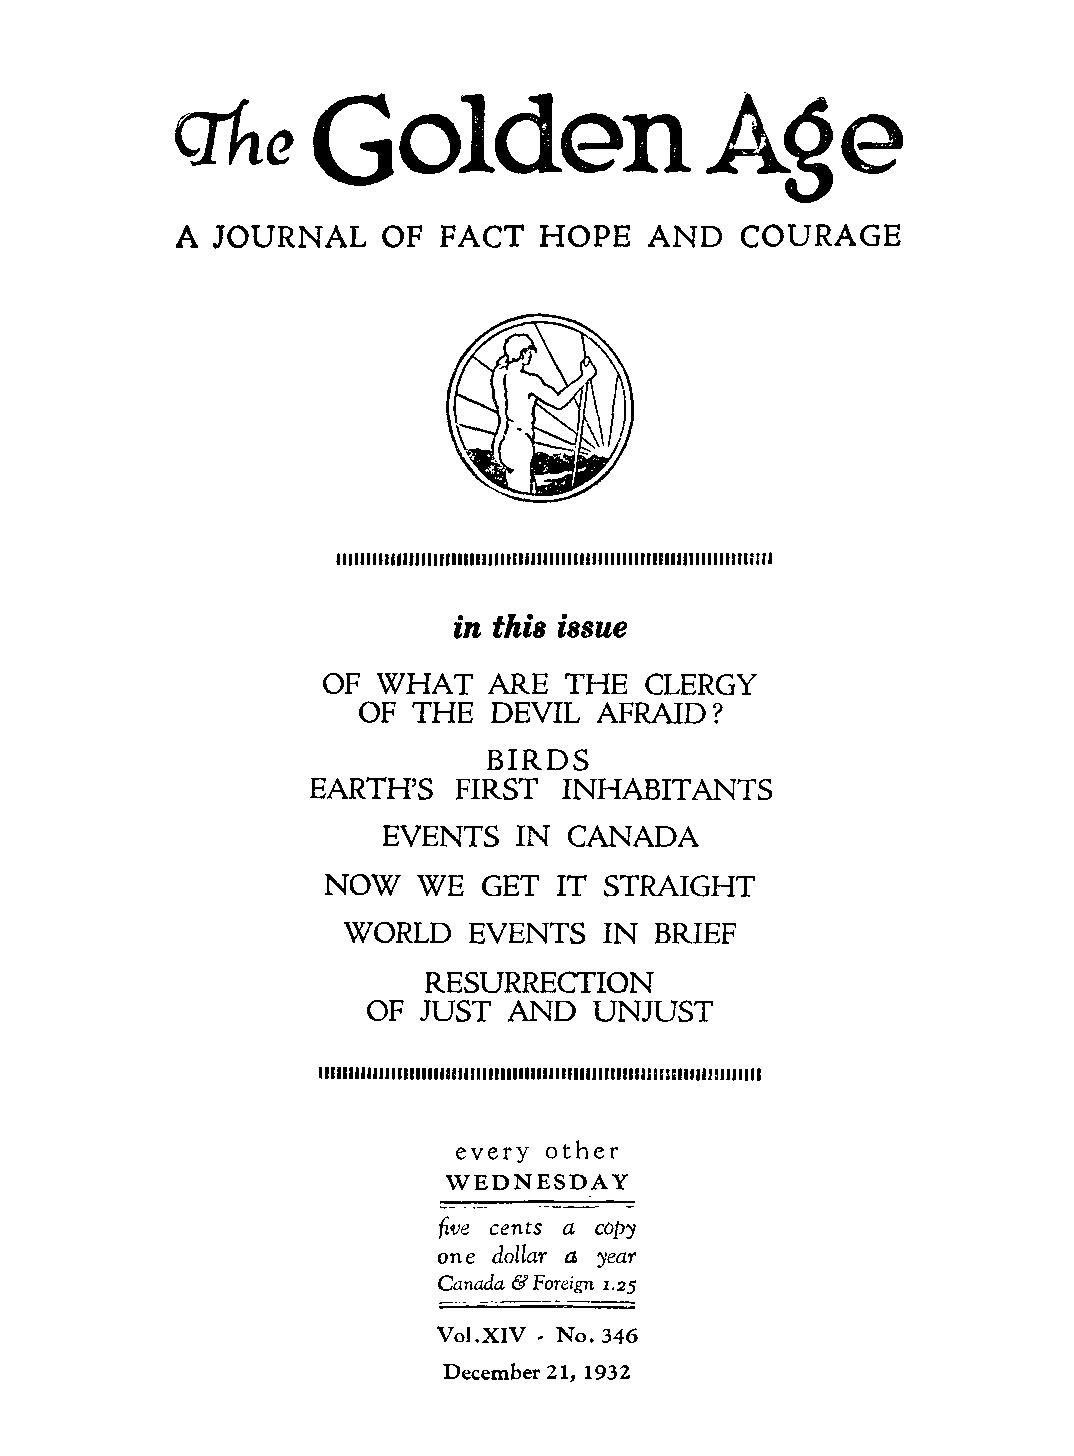 The Golden Age
A JOURNAL OF FACT HOPE AND COURAGE
in this issue
OF WHAT ARE THE CLERGY
OF THE DEVIL AFRAID?
BIRDS
EARTH'S FIRST INHABITANTS
EVENTS IN CANADA
NOW WE GET IT STRAIGHT
WORLD EVENTS IN BRIEF
RESURRECTION
OF JUST AND UNJUST
every other
WEDNESDAY
five cents a copy
one dollar a year
Canada & Foreign 1.25
Vol.XIV - No. 346
December 21, 1932